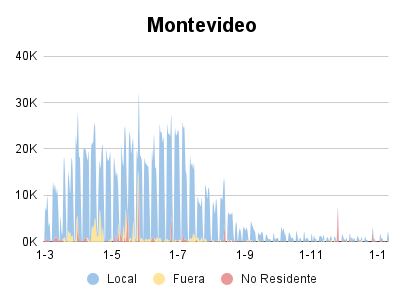 Montevideo
40K
30K
20K
10K
0K
1-3 1-5 1-7 1-9 1-11 1-1
Local Fuera No Residente